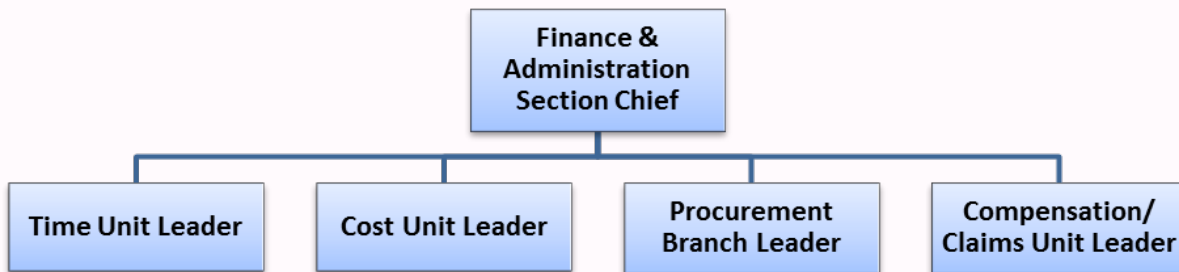 Finance &
Administration
Section Chief
Time Unit Leader
Cost Unit Leader
Procurement
Branch Leader
Compensation/
Claims Unit Leader